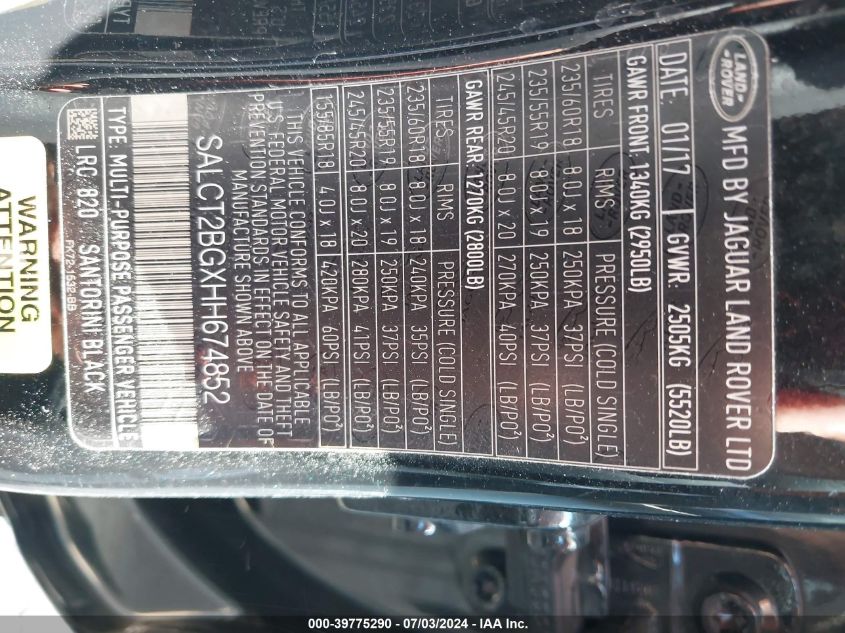 LAND-
ROVER
MFD BY JAGUAR LAND ROVER LTD
DATE: 01/17 GVWR: 2505KG (5520LB)
GAWR FRONT: 1340KG (2950LB)
TIRES RIMS PRESSURE (COLD SINGLE)
235/60R18 8.0J x 18 250KPA 37PSI (LB/PO²)
235/55R19 8.0J x 19 250KPA 37PSI (LB/PO²)
245/45R20 8.0J x 20 270KPA 40PSI (LB/PO²)
GAWR REAR: 1270KG (2800LB)
TIRES RIMS PRESSURE (COLD SINGLE)
235/60R18 8.0J x 18 240KPA 35PSI (LB/PO²)
235/55R19 8.0J x 19 250KPA 37PSI (LB/PO²)
245/45R20 8.0J x 20 280KPA 41PSI (LB/PO²)
155/85R18 4.0J x 18 420KPA 60PSI (LB/PO²)
THIS VEHICLE CONFORMS TO ALL APPLICABLE
U.S. FEDERAL MOTOR VEHICLE SAFETY AND THEFT
PREVENTION STANDARDS IN EFFECT ON THE DATE OF
MANUFACTURE SHOWN ABOVE
SALCT2BGXHH674852
TYPE: MULTI-PURPOSE PASSENGER VEHICLE
LRC: 820 SANTORINI BLACK
WARNING
ATTENTION
000-39775290 - 07/03/2024 - IAA Inc.